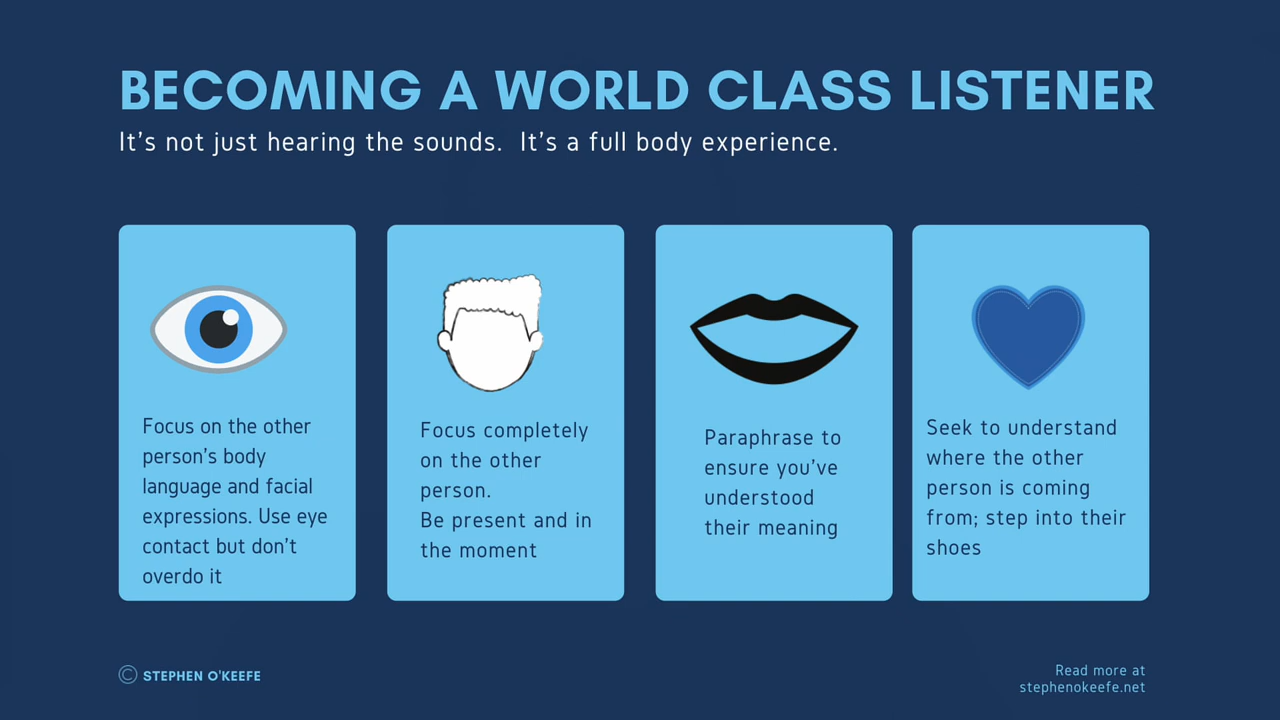 BECOMING A WORLD CLASS LISTENER
It's not just hearing the sounds.  It's a full body experience.
Focus on the other
person's body
language and facial
expressions. Use eye
contact but don't
overdo it
Focus completely
on the other
person.
Be present and in
the moment
Paraphrase to
ensure you've
understood
their meaning
Seek to understand
where the other
person is coming
from; step into their
shoes
© STEPHEN O'KEEFE
Read more at
stephenokeefe.net